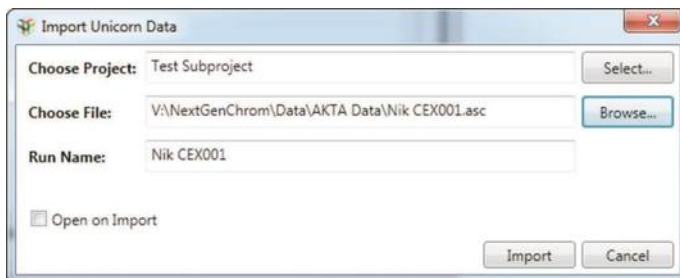 Import Unicorn Data
Choose Project: Test Subproject Select...
Choose File: V:\NextGenChrom\Data\AKTA Data\Nik CEX001.asc Browse...
Run Name: Nik CEX001
Open on Import
Import Cancel